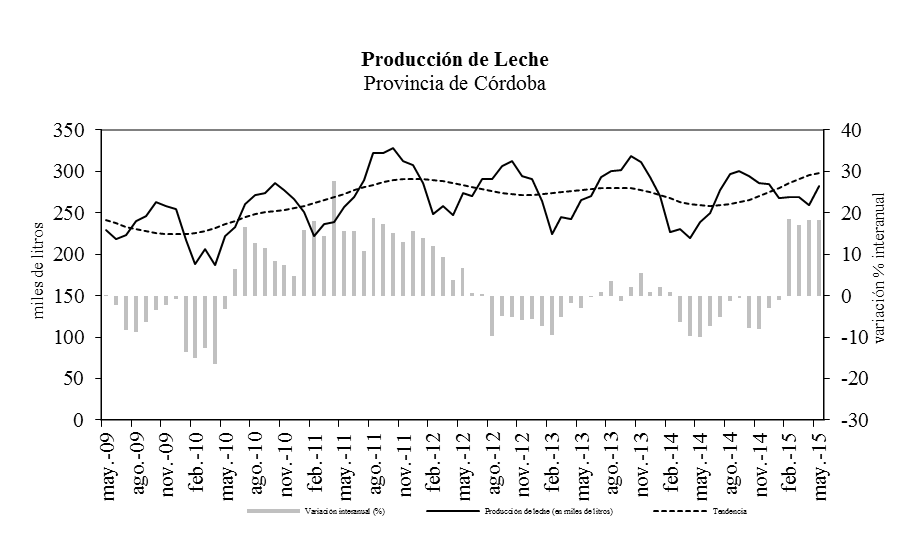 Producción de Leche
Provincia de Córdoba
350
300
250
200
150
100
50
0
miles de litros
40
30
20
10
0
-10
-20
-30
variación % interanual
may.-09
ago.-09
nov.-09
feb.-10
may.-10
ago.-10
nov.-10
feb.-11
may.-11
ago.-11
nov.-11
feb.-12
may.-12
ago.-12
nov.-12
feb.-13
may.-13
ago.-13
nov.-13
feb.-14
may.-14
ago.-14
nov.-14
feb.-15
may.-15
Variación interanual (%) Producción de leche (en miles de litros) Tendencia